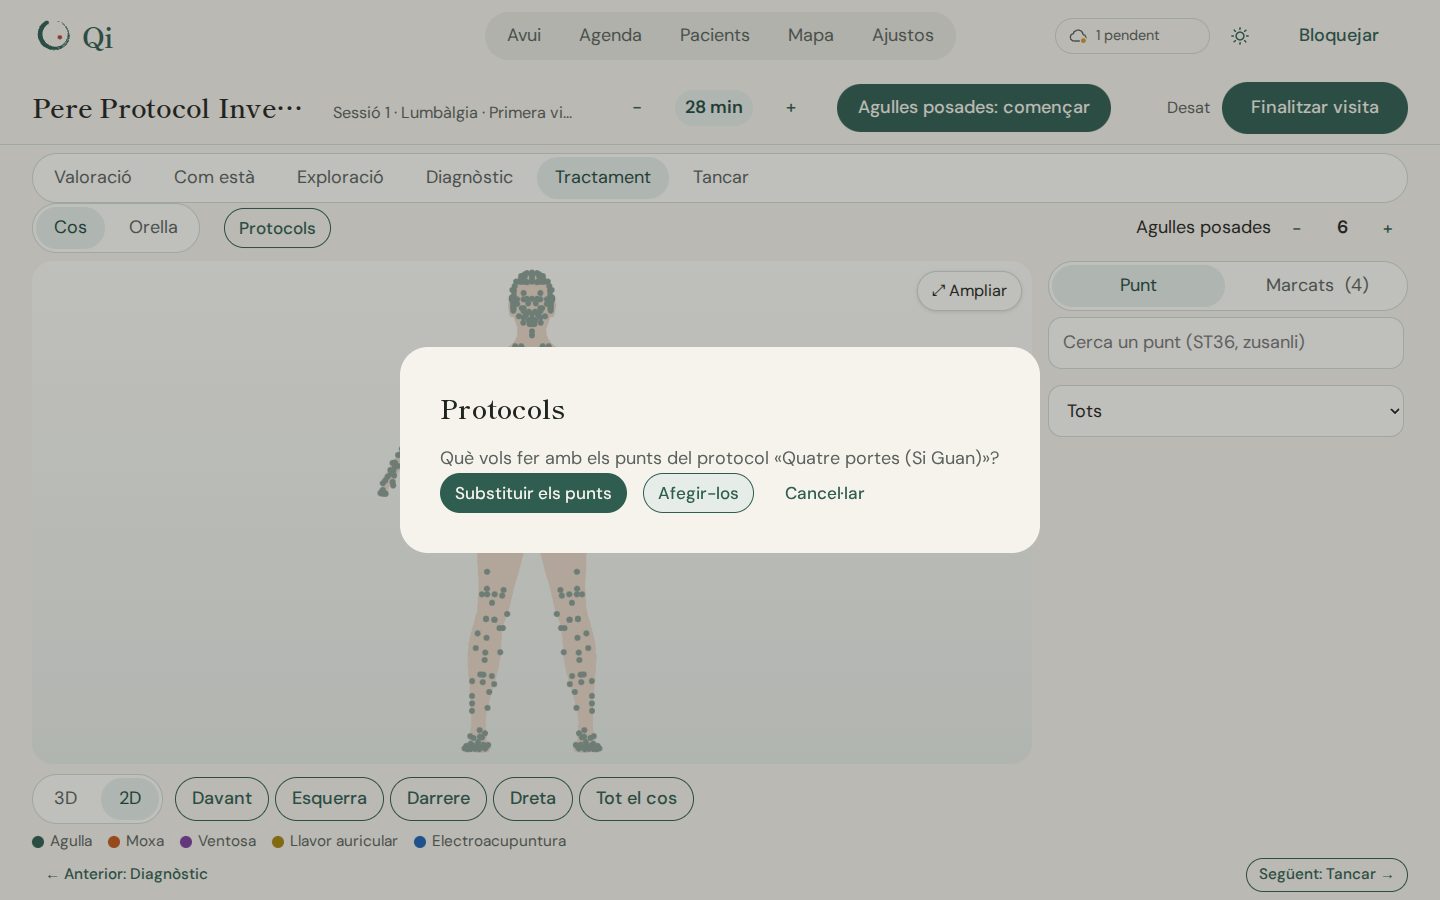 Qi
Avui Agenda Pacients Mapa Ajustos
1 pendent
Bloquejar
Pere Protocol Inve···
Sessió 1 · Lumbàlgia · Primera vi...
− 28 min +
Agulles posades: començar
Desat
Finalitzar visita
Valoració Com està Exploració Diagnòstic Tractament Tancar
Cos Orella Protocols
Agulles posades − 6 +
Ampliar
Punt Marcats (4)
Cerca un punt (ST36, zusanli)
Tots
Protocols
Què vols fer amb els punts del protocol «Quatre portes (Si Guan)»?
Substituir els punts Afegir-los Cancel·lar
3D 2D Davant Esquerra Darrere Dreta Tot el cos
Agulla Moxa Ventosa Llavor auricular Electroacupuntura
← Anterior: Diagnòstic
Següent: Tancar →